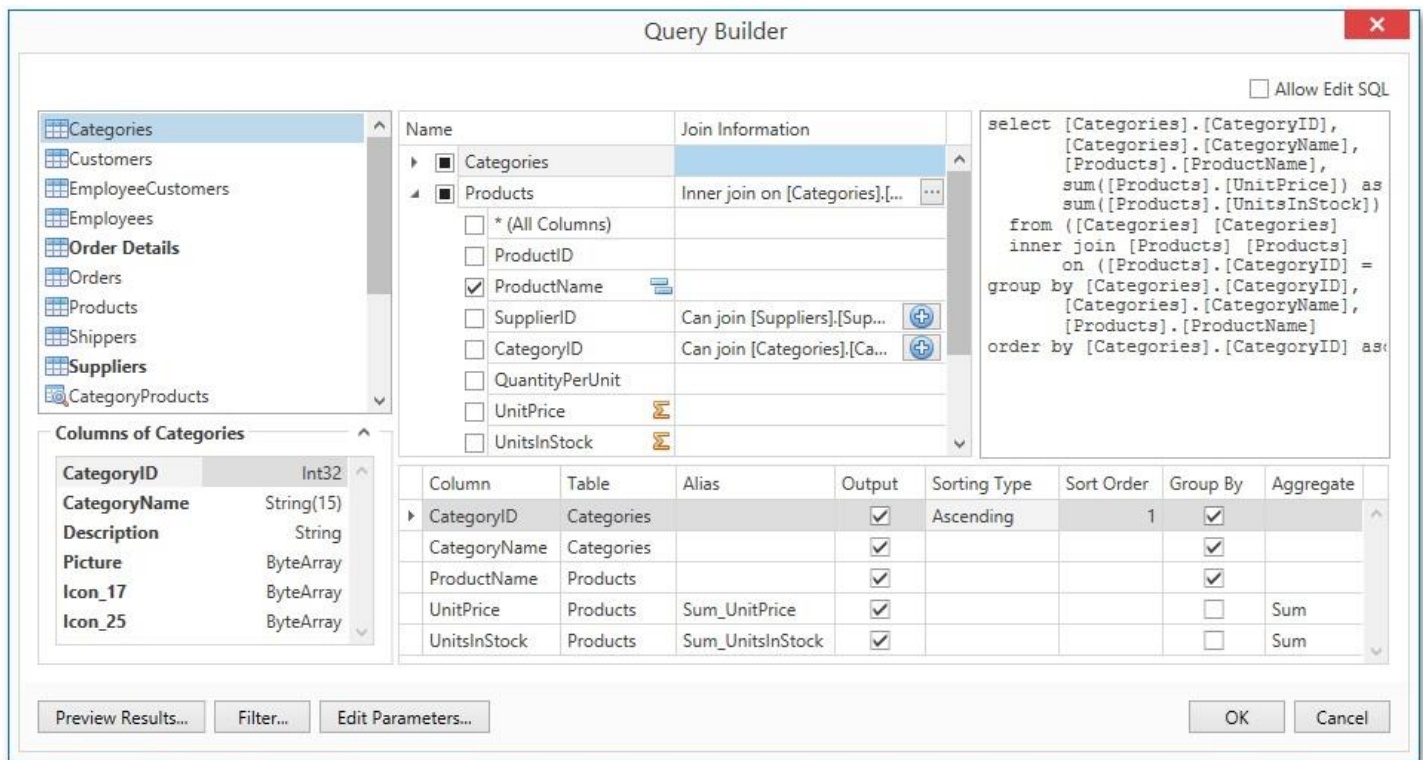 Query Builder
Allow Edit SQL
Categories
Customers
EmployeeCustomers
Employees
Order Details
Orders
Products
Shippers
Suppliers
CategoryProducts
Columns of Categories
CategoryID Int32
CategoryName String(15)
Description String
Picture ByteArray
Icon_17 ByteArray
Icon_25 ByteArray
Name Join Information
Categories
Products Inner join on [Categories].[... ...
* (All Columns)
ProductID
ProductName
SupplierID Can join [Suppliers].[Sup...
CategoryID Can join [Categories].[Ca...
QuantityPerUnit
UnitPrice
UnitsInStock
select [Categories].[CategoryID],
[Categories].[CategoryName],
[Products].[ProductName],
sum([Products].[UnitPrice]) as
sum([Products].[UnitsInStock])
from ([Categories] [Categories]
inner join [Products] [Products]
on ([Products].[CategoryID] =
group by [Categories].[CategoryID],
[Categories].[CategoryName],
[Products].[ProductName]
order by [Categories].[CategoryID] asc
Column Table Alias Output Sorting Type Sort Order Group By Aggregate
CategoryID Categories Ascending 1
CategoryName Categories
ProductName Products
UnitPrice Products Sum_UnitPrice Sum
UnitsInStock Products Sum_UnitsInStock Sum
Preview Results... Filter... Edit Parameters... OK Cancel